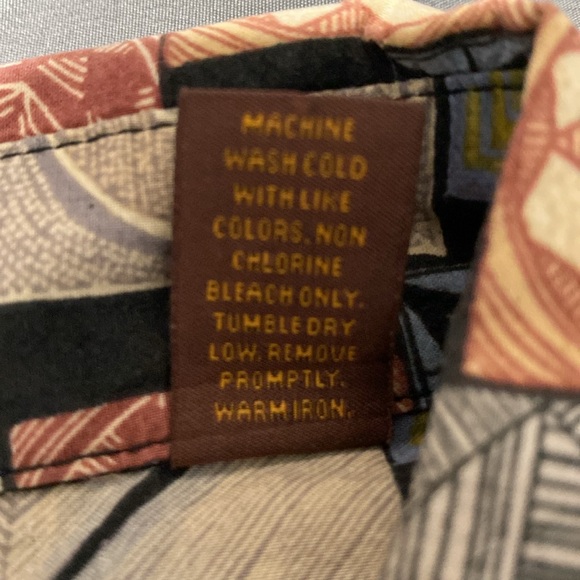 MACHINE
WASH COLD
WITH LIKE
COLORS. NON
CHLORINE
BLEACH ONLY.
TUMBLE DRY
LOW. REMOVE
PROMPTLY.
WARM IRON.